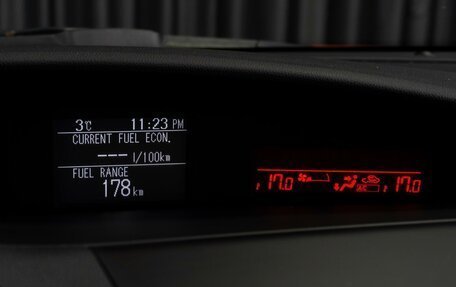 3℃ 11:23 PM
CURRENT FUEL ECON.
--- l/100km
FUEL RANGE
178km
17.0 17.0